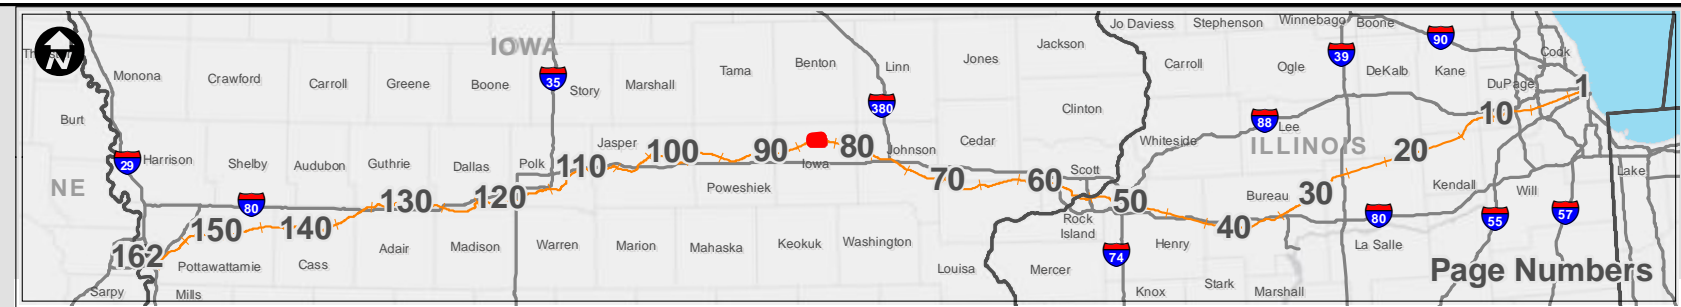 Jo Daviess Stephenson Winnebago Boone
IOWA
Jackson
90
Cook
39
N
Monona Crawford Carroll Greene Boone 35 Story Marshall Tama Benton Linn Jones Carroll Ogle DeKalb Kane
DuPage 1
380 Clinton
10
Burt
88 Lee
Whiteside
ILLINOIS
Jasper 100 90 80 Johnson Cedar 20
29 Harrison Shelby Audubon Guthrie Dallas Polk 110 Iowa Scott Lake
NE
Poweshiek 70 60 Bureau 30 Kendall Will
80 130 120 50
150 140 Rock
Island
40 80 55 57
162 Adair Madison Warren Marion Mahaska Keokuk Washington Henry La Salle
74
Pottawattamie Cass Louisa Mercer Page Numbers
Sarpy Mills Knox Stark Marshall